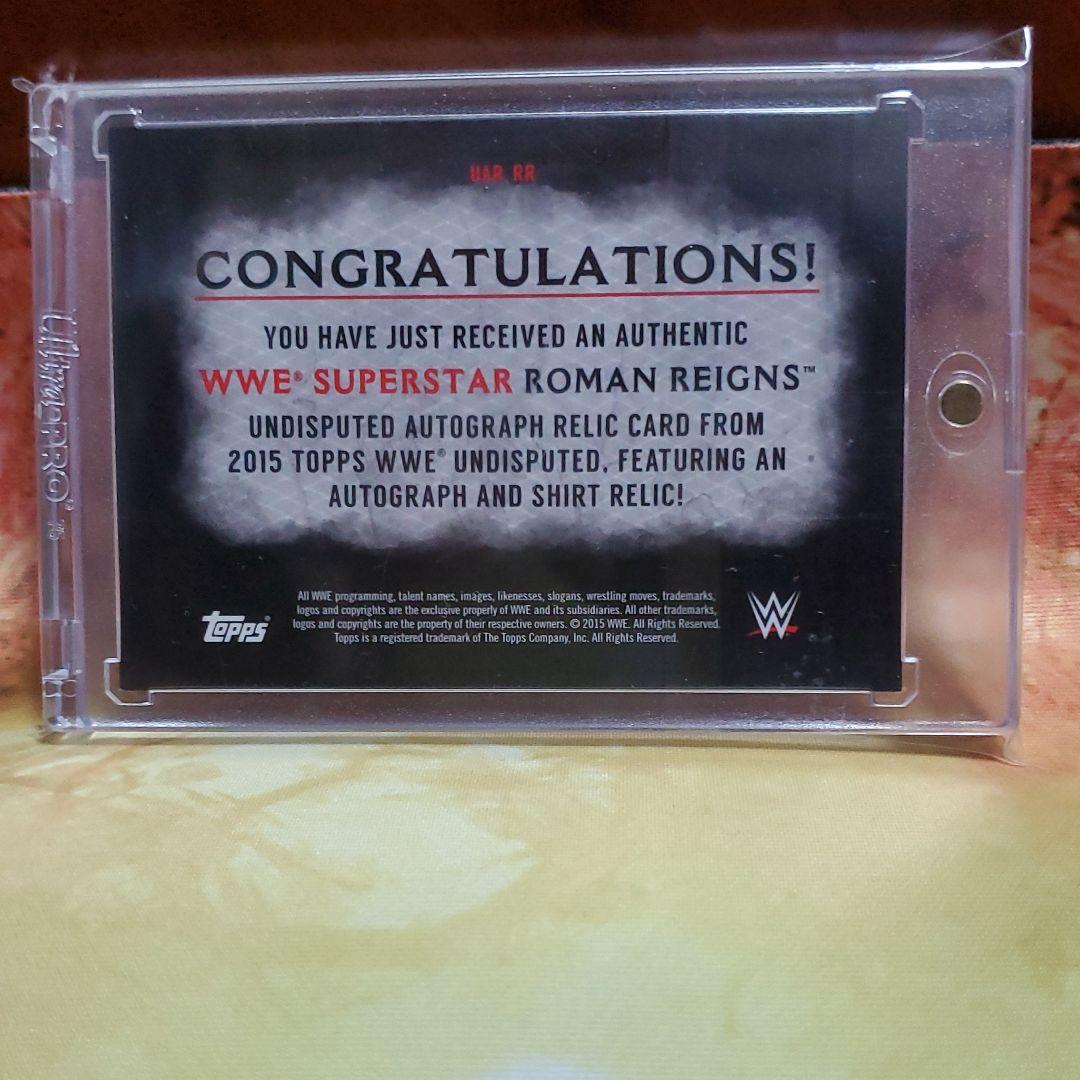 UAR-RR
CONGRATULATIONS!
YOU HAVE JUST RECEIVED AN AUTHENTIC
WWE® SUPERSTAR ROMAN REIGNS™
UNDISPUTED AUTOGRAPH RELIC CARD FROM
2015 TOPPS WWE® UNDISPUTED, FEATURING AN
AUTOGRAPH AND SHIRT RELIC!
All WWE programming, talent names, images, likenesses, slogans, wrestling moves, trademarks,
logos and copyrights are the exclusive property of WWE and its subsidiaries. All other trademarks,
logos and copyrights are the property of their respective owners. © 2015 WWE. All Rights Reserved.
Topps is a registered trademark of The Topps Company, Inc. All Rights Reserved.
topps®
W
Ultra PRO®